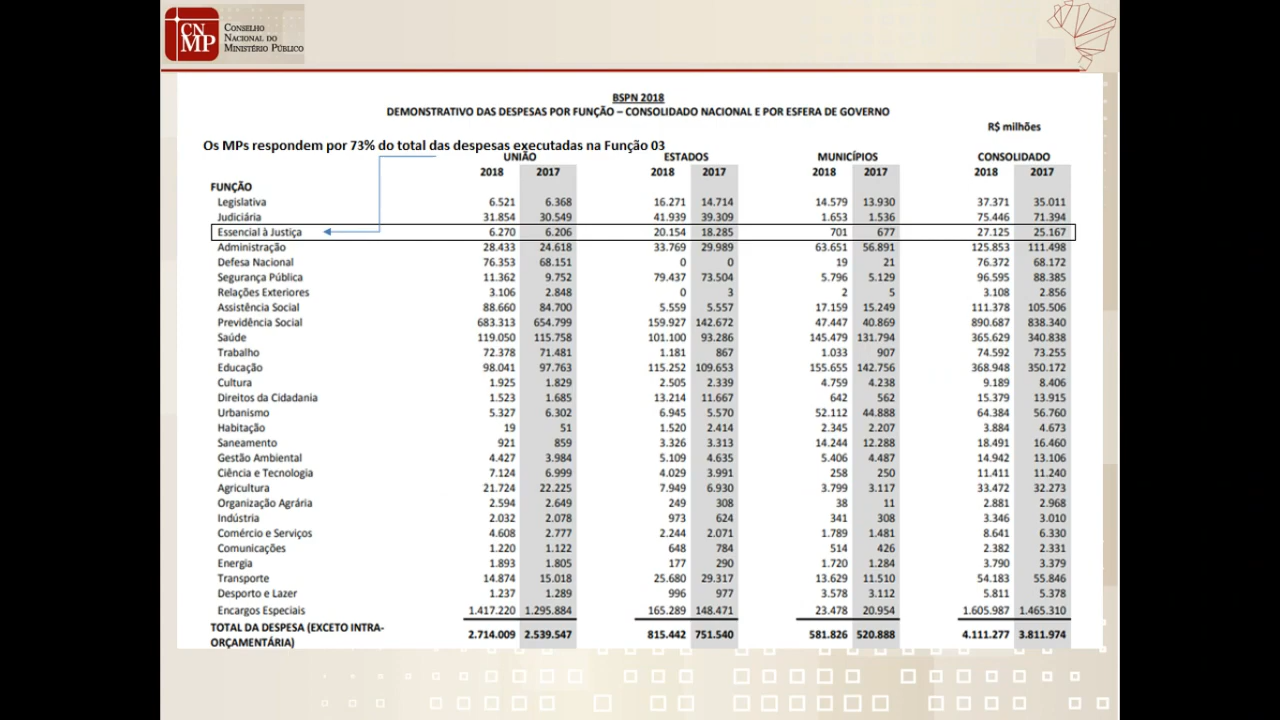 CN
MP
CONSELHO
NACIONAL DO
MINISTÉRIO PÚBLICO
BSPN 2018
DEMONSTRATIVO DAS DESPESAS POR FUNÇÃO – CONSOLIDADO NACIONAL E POR ESFERA DE GOVERNO
R$ milhões
Os MPs respondem por 73% do total das despesas executadas na Função 03
UNIÃO ESTADOS MUNICÍPIOS CONSOLIDADO
2018 2017 2018 2017 2018 2017 2018 2017
FUNÇÃO
Legislativa 6.521 6.368 16.271 14.714 14.579 13.930 37.371 35.011
Judiciária 31.854 30.549 41.939 39.309 1.653 1.536 75.446 71.394
Essencial à Justiça 6.270 6.206 20.154 18.285 701 677 27.125 25.167
Administração 28.433 24.618 33.769 29.989 63.651 56.891 125.853 111.498
Defesa Nacional 76.353 68.151 0 0 19 21 76.372 68.172
Segurança Pública 11.362 9.752 79.437 73.504 5.796 5.129 96.595 88.385
Relações Exteriores 3.106 2.848 0 3 2 5 3.108 2.856
Assistência Social 88.660 84.700 5.559 5.557 17.159 15.249 111.378 105.506
Previdência Social 683.313 654.799 159.927 142.672 47.447 40.869 890.687 838.340
Saúde 119.050 115.758 101.100 93.286 145.479 131.794 365.629 340.838
Trabalho 72.378 71.481 1.181 867 1.033 907 74.592 73.255
Educação 98.041 97.763 115.252 109.653 155.655 142.756 368.948 350.172
Cultura 1.925 1.829 2.505 2.339 4.759 4.238 9.189 8.406
Direitos da Cidadania 1.523 1.685 13.214 11.667 642 562 15.379 13.915
Urbanismo 5.327 6.302 6.945 5.570 52.112 44.888 64.384 56.760
Habitação 19 51 1.520 2.414 2.345 2.207 3.884 4.673
Saneamento 921 859 3.326 3.313 14.244 12.288 18.491 16.460
Gestão Ambiental 4.427 3.984 5.109 4.635 5.406 4.487 14.942 13.106
Ciência e Tecnologia 7.124 6.999 4.029 3.991 258 250 11.411 11.240
Agricultura 21.724 22.225 7.949 6.930 3.799 3.117 33.472 32.273
Organização Agrária 2.594 2.649 249 308 38 11 2.881 2.968
Indústria 2.032 2.078 973 624 341 308 3.346 3.010
Comércio e Serviços 4.608 2.777 2.244 2.071 1.789 1.481 8.641 6.330
Comunicações 1.220 1.122 648 784 514 426 2.382 2.331
Energia 1.893 1.805 177 290 1.720 1.284 3.790 3.379
Transporte 14.874 15.018 25.680 29.317 13.629 11.510 54.183 55.846
Desporto e Lazer 1.237 1.289 996 977 3.578 3.112 5.811 5.378
Encargos Especiais 1.417.220 1.295.884 165.289 148.471 23.478 20.954 1.605.987 1.465.310
TOTAL DA DESPESA (EXCETO INTRA-
ORÇAMENTÁRIA) 2.714.009 2.539.547 815.442 751.540 581.826 520.888 4.111.277 3.811.974